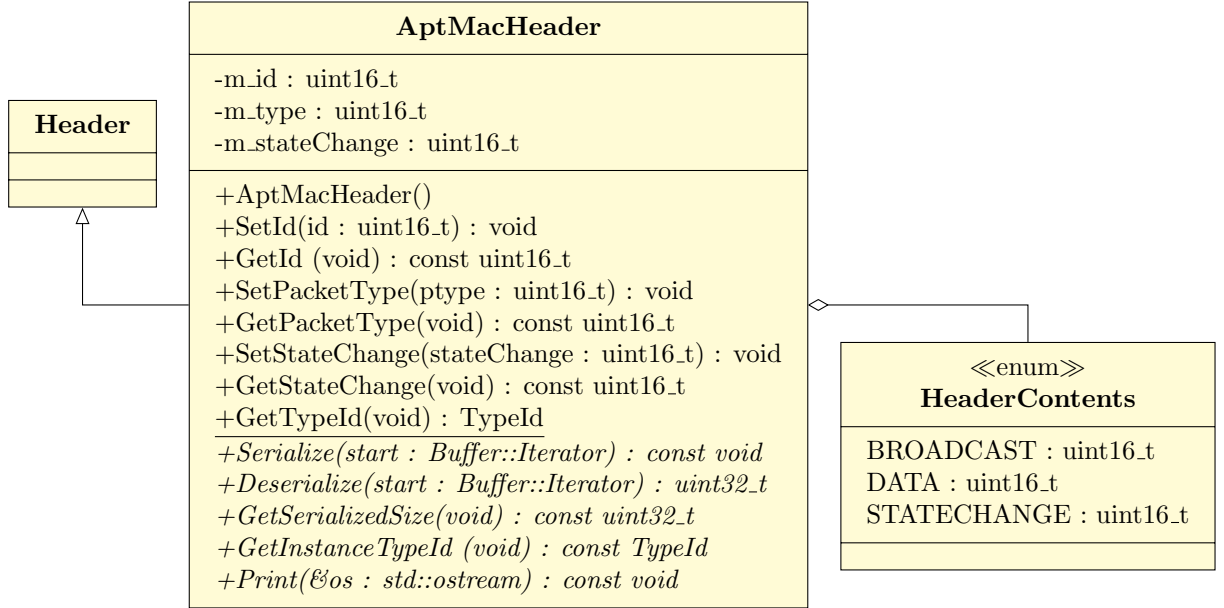 AptMacHeader
-m_id : uint16_t
-m_type : uint16_t
-m_stateChange : uint16_t
+AptMacHeader()
+SetId(id : uint16_t) : void
+GetId (void) : const uint16_t
+SetPacketType(ptype : uint16_t) : void
+GetPacketType(void) : const uint16_t
+SetStateChange(stateChange : uint16_t) : void
+GetStateChange(void) : const uint16_t
+GetTypeId(void) : TypeId
+Serialize(start : Buffer::Iterator) : const void
+Deserialize(start : Buffer::Iterator) : uint32_t
+GetSerializedSize(void) : const uint32_t
+GetInstanceTypeId (void) : const TypeId
+Print(&os : std::ostream) : const void
Header
≪enum≫
HeaderContents
BROADCAST : uint16_t
DATA : uint16_t
STATECHANGE : uint16_t